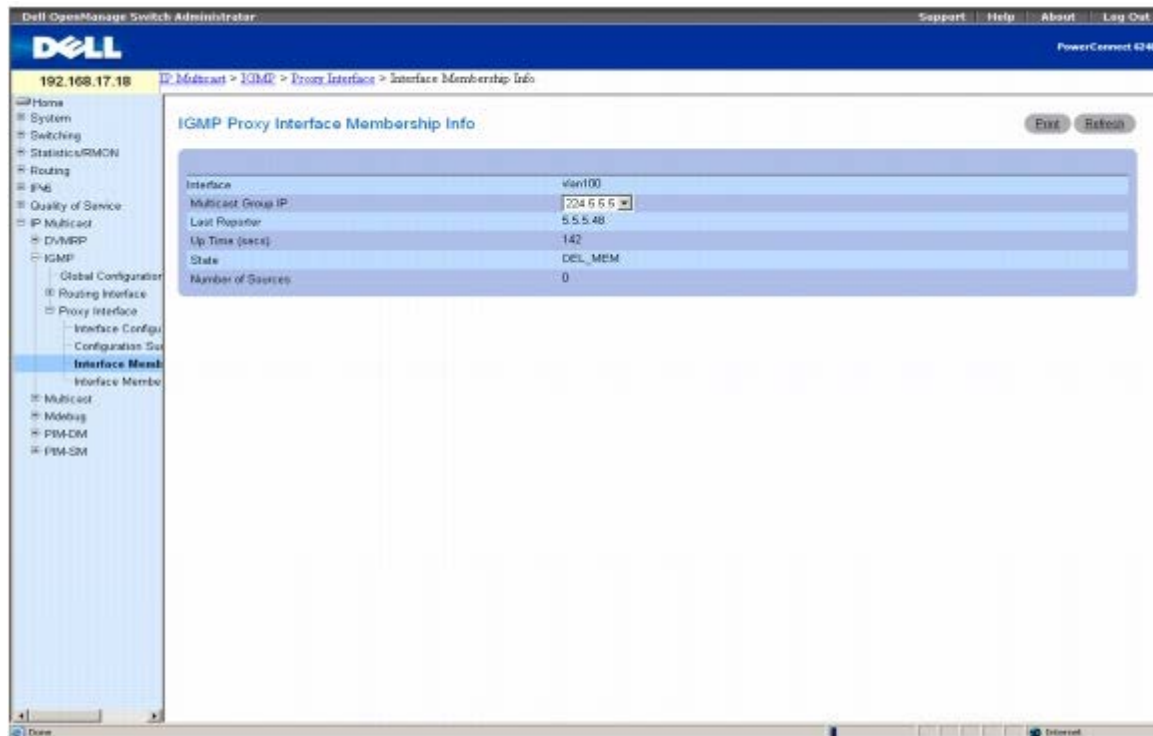 Dell OpenManage Switch Administrator
Support Help About Log Out
DELL
PowerConnect
192.168.17.18
IP Multicast > IGMP > Proxy Interface > Interface Membership Info
Home
System
Switching
Statistics/RMON
Routing
IPv6
Quality of Service
IP Multicast
DVMRP
IGMP
Global Configuration
Routing Interface
Proxy Interface
Interface Configu
Configuration Su
Interface Memb
Interface Membe
Multicast
Mdebug
PIM-DM
PIM-SM
IGMP Proxy Interface Membership Info
Print Refresh
Interface vlan100
Multicast Group IP 224.5.5.5
Last Reporter 5.5.5.48
Up Time (secs) 142
State DEL_MEM
Number of Sources 0
Done
Internet